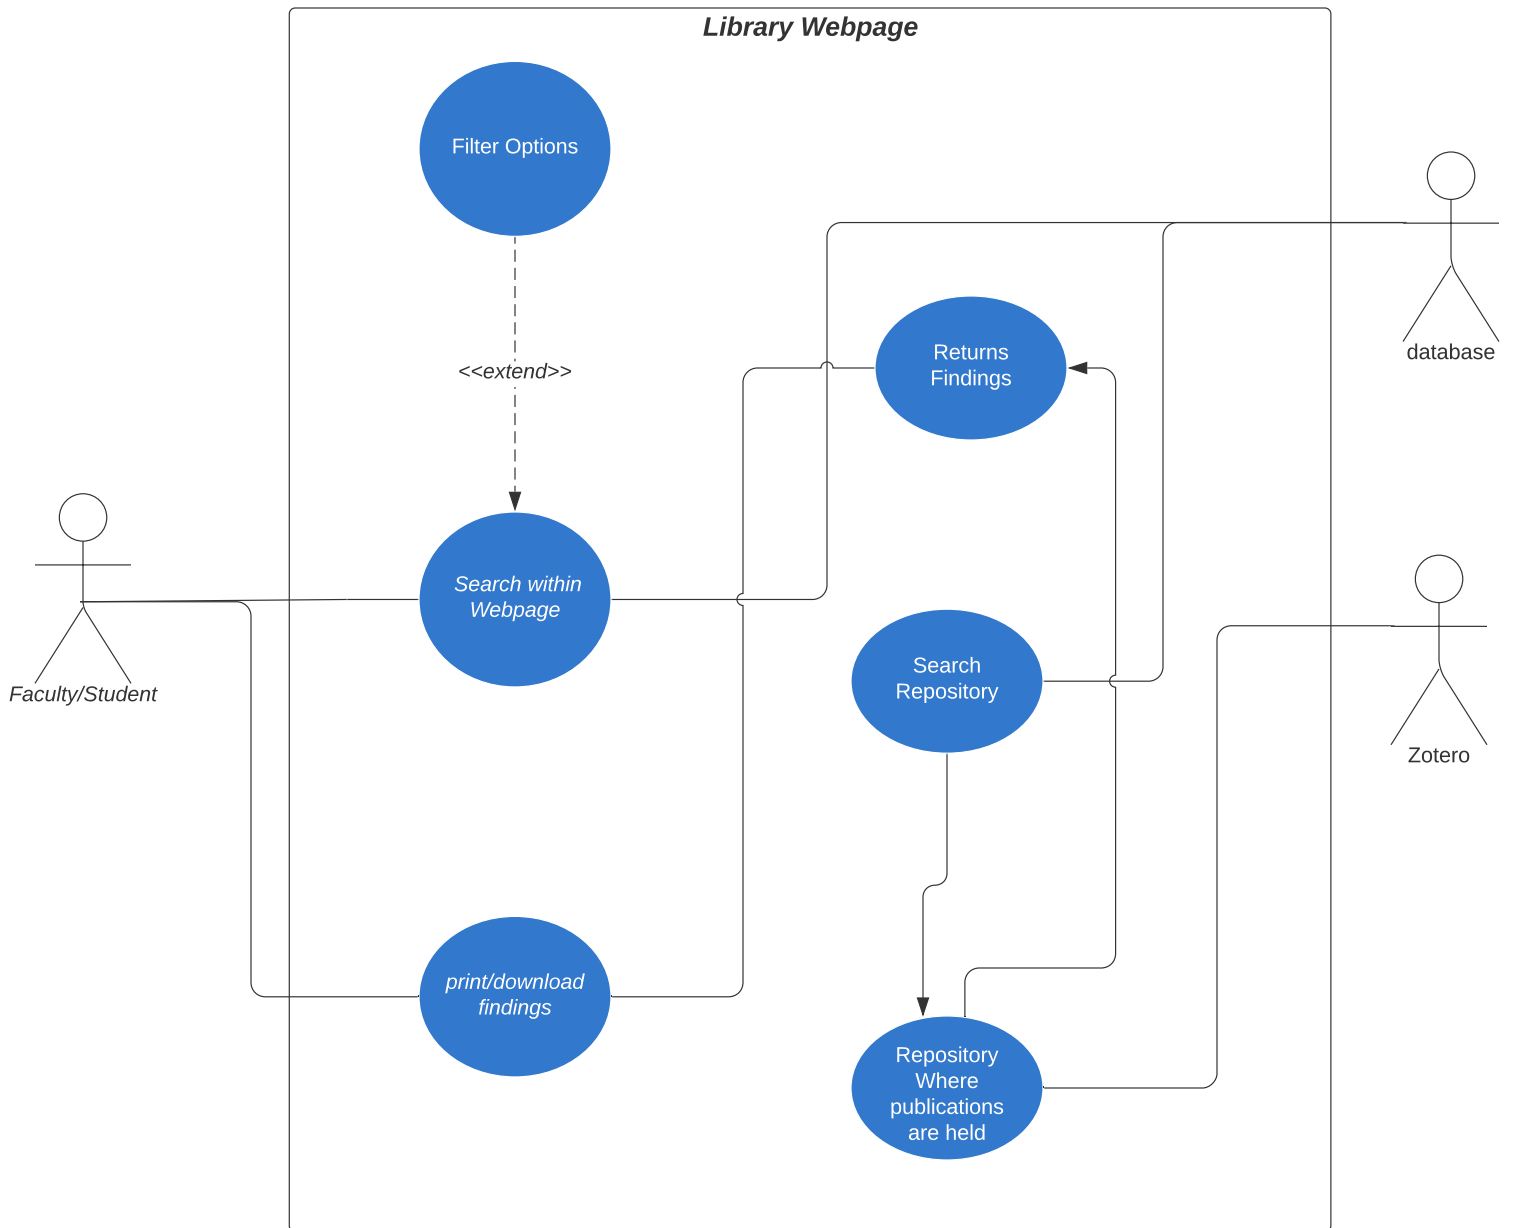 Library Webpage
Filter Options
<<extend>>
Returns
Findings
database
Search within
Webpage
Faculty/Student
Search
Repository
Zotero
print/download
findings
Repository
Where
publications
are held